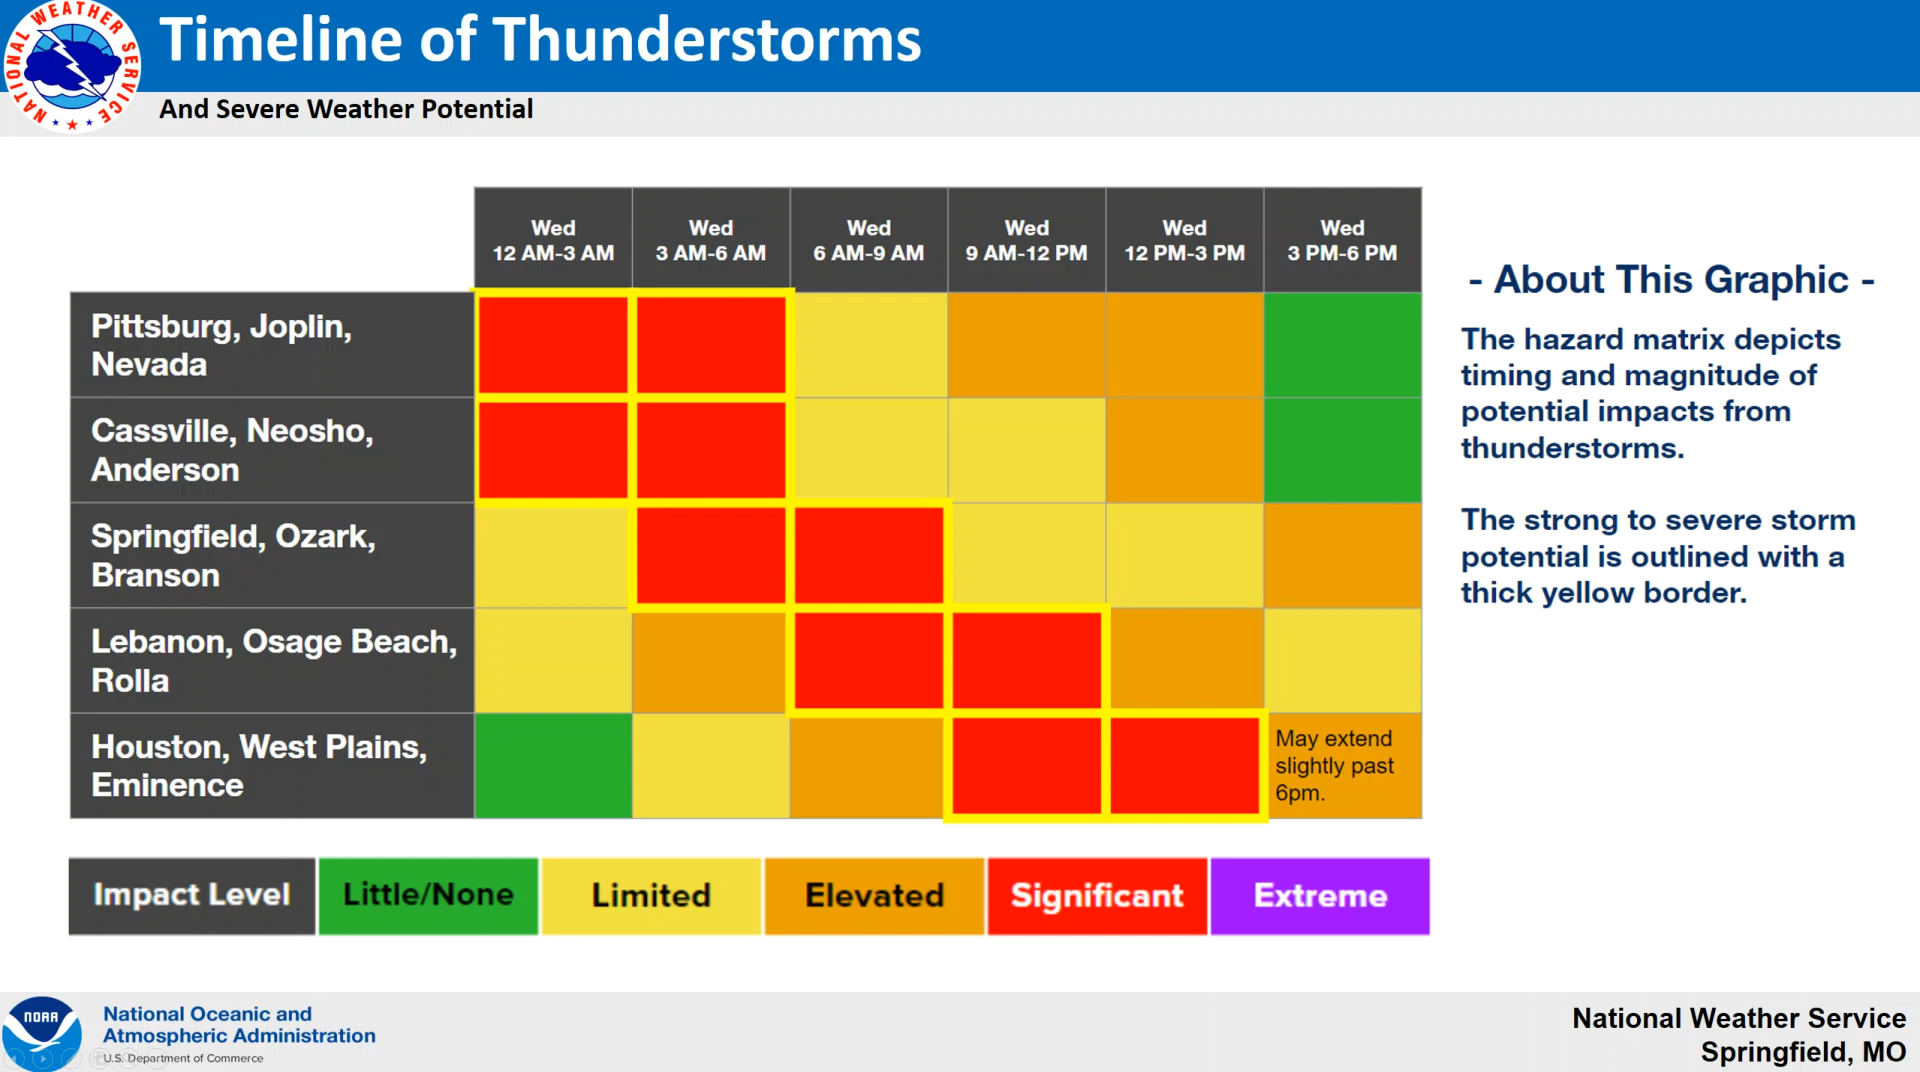 NATIONAL WEATHER SERVICE
Timeline of Thunderstorms
And Severe Weather Potential
Wed
12 AM-3 AM
Wed
3 AM-6 AM
Wed
6 AM-9 AM
Wed
9 AM-12 PM
Wed
12 PM-3 PM
Wed
3 PM-6 PM
Pittsburg, Joplin,
Nevada
Cassville, Neosho,
Anderson
Springfield, Ozark,
Branson
Lebanon, Osage Beach,
Rolla
Houston, West Plains,
Eminence
May extend
slightly past
6pm.
- About This Graphic -
The hazard matrix depicts
timing and magnitude of
potential impacts from
thunderstorms.
The strong to severe storm
potential is outlined with a
thick yellow border.
Impact Level
Little/None
Limited
Elevated
Significant
Extreme
NOAA
National Oceanic and
Atmospheric Administration
U.S. Department of Commerce
National Weather Service
Springfield, MO